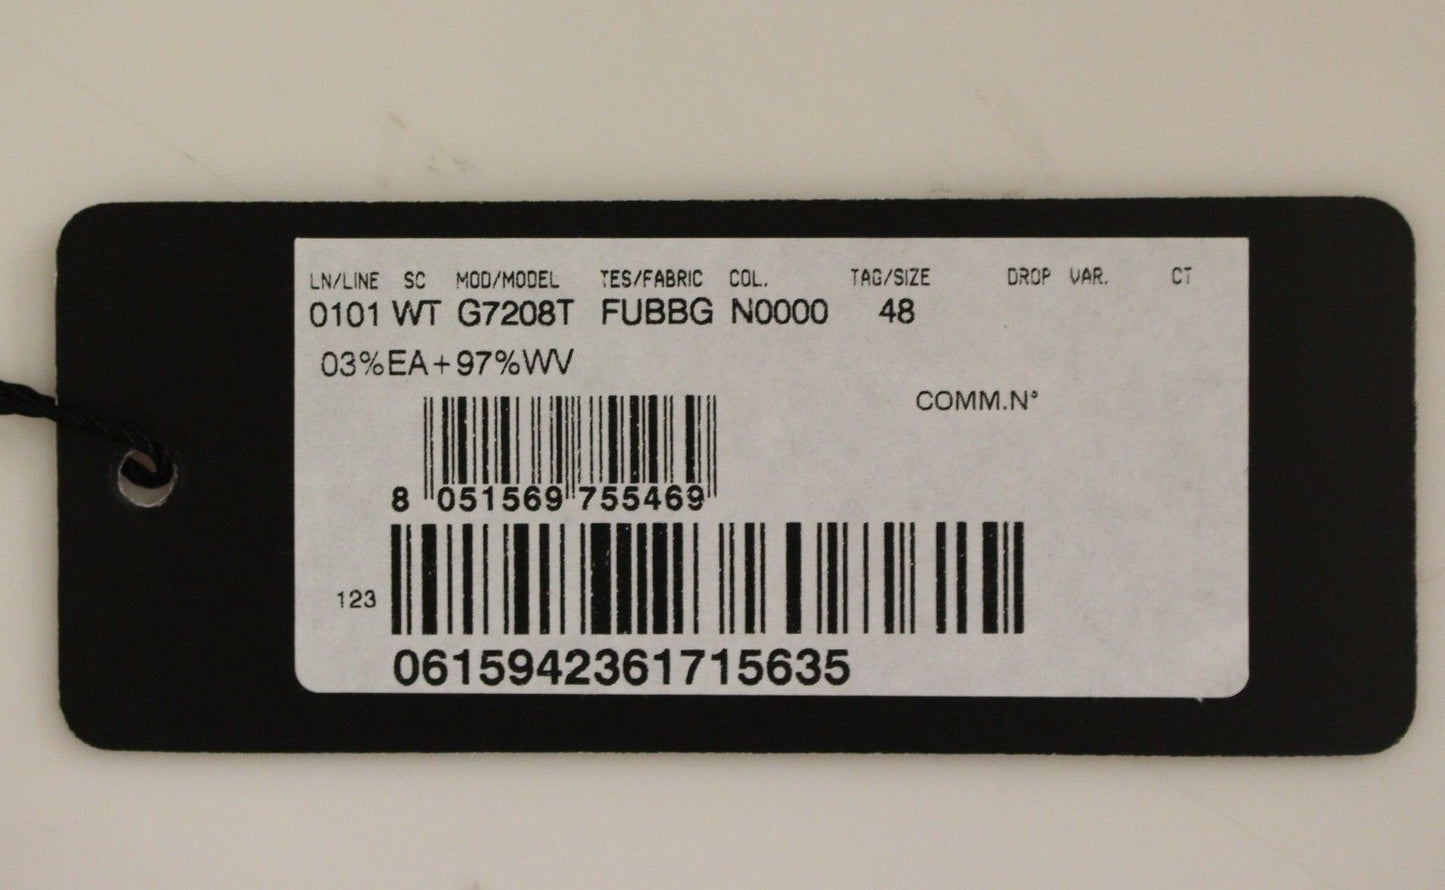 LN/LINE SC MOD/MODEL TES/FABRIC COL. TAG/SIZE DROP VAR. CT
0101 WT G7208T FUBBG N0000 48
03%EA+97%WV
COMM.N°
8 051569 755469
123
0615942361715635